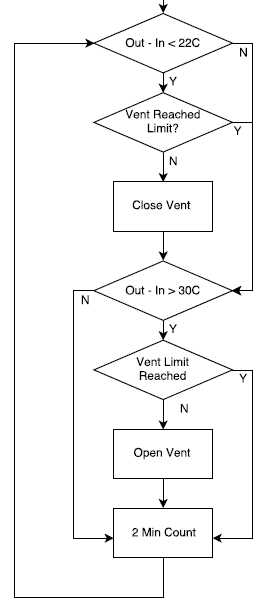 Out - In < 22C
N
Y
Vent Reached
Limit?
Y
N
Close Vent
Out - In > 30C
N
Y
Vent Limit
Reached
Y
N
Open Vent
2 Min Count